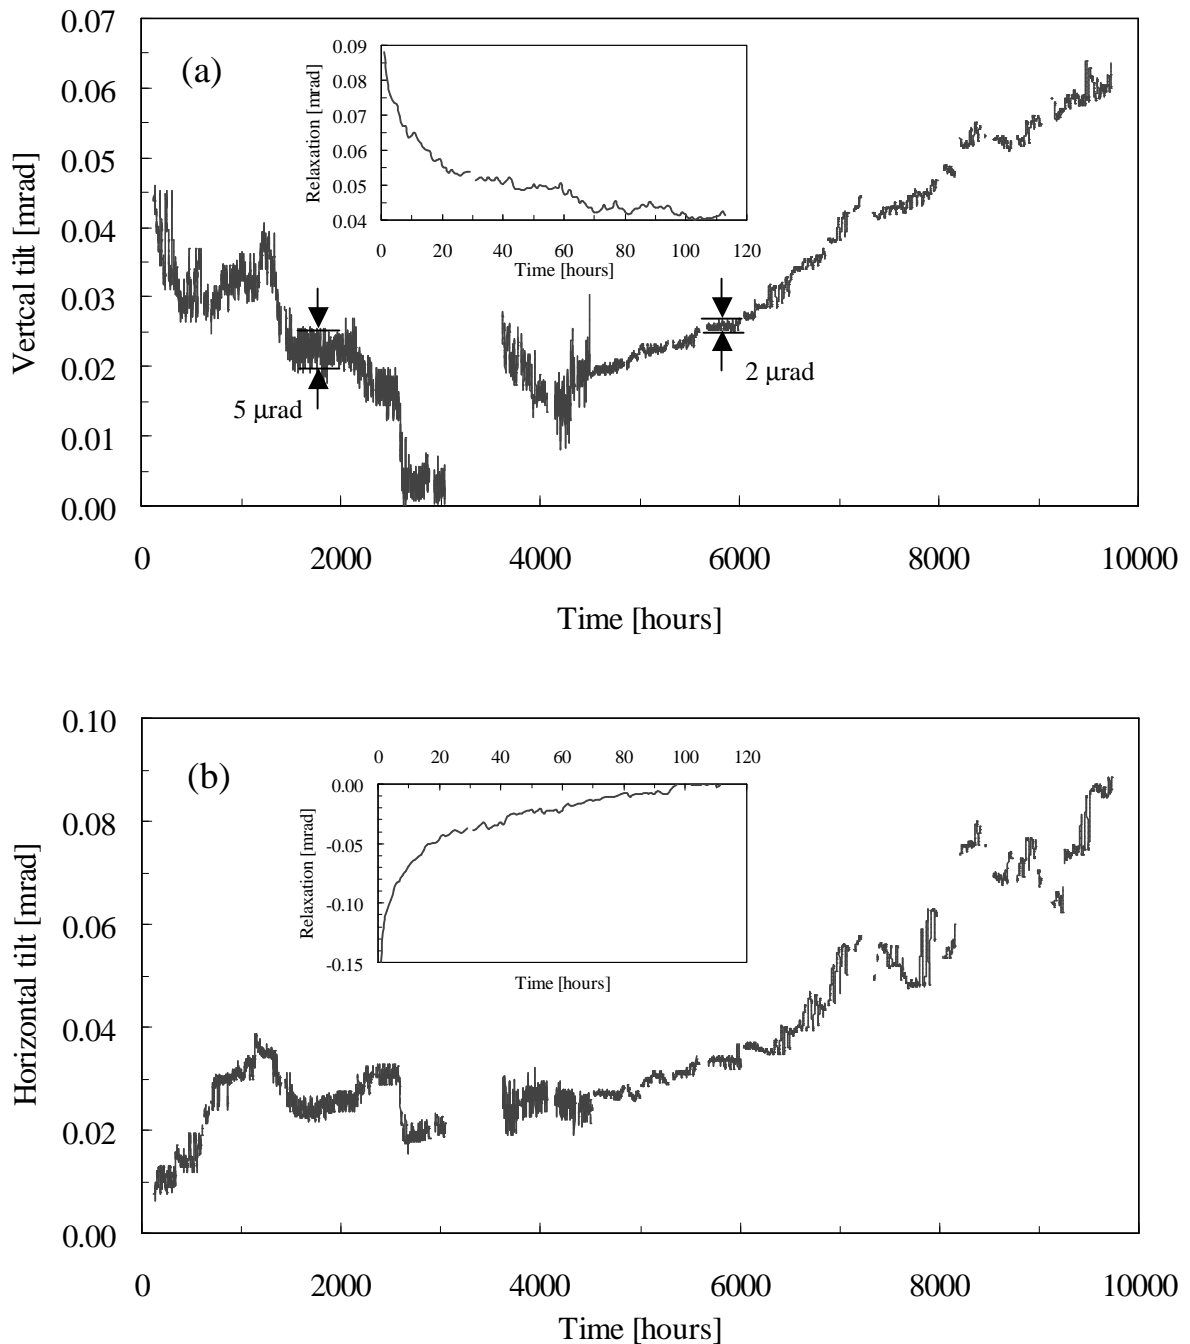 (a)
Vertcal tilt [mrad]
0.07
0.06
0.05
0.04
0.03
0.02
0.01
0.00
0 2000 4000 6000 8000 10000
Time [hours]
Relaxation [mrad]
0.09
0.08
0.07
0.06
0.05
0.04
0 20 40 60 80 100 120
Time [hours]
5 μrad
2 μrad
(b)
Horizontal tilt [mrad]
0.10
0.08
0.06
0.04
0.02
0.00
0 2000 4000 6000 8000 10000
Time [hours]
0 20 40 60 80 100 120
Relaxation [mrad]
0.00
-0.05
-0.10
-0.15
Time [hours]